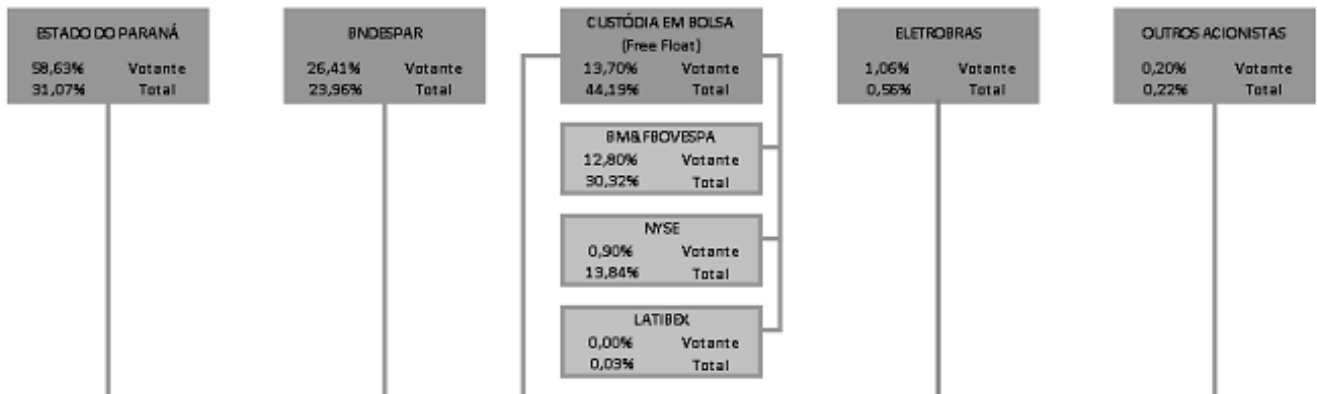 ESTADO DO PARANÁ
58,63% Votante
31,07% Total
BNDESPAR
26,41% Votante
23,96% Total
CUSTÓDIA EM BOLSA
(Free Float)
13,70% Votante
44,19% Total
BM&FBOVESPA
12,80% Votante
30,32% Total
NYSE
0,90% Votante
13,84% Total
LATIBEX
0,00% Votante
0,03% Total
ELETROBRAS
1,06% Votante
0,56% Total
OUTROS ACIONISTAS
0,20% Votante
0,22% Total